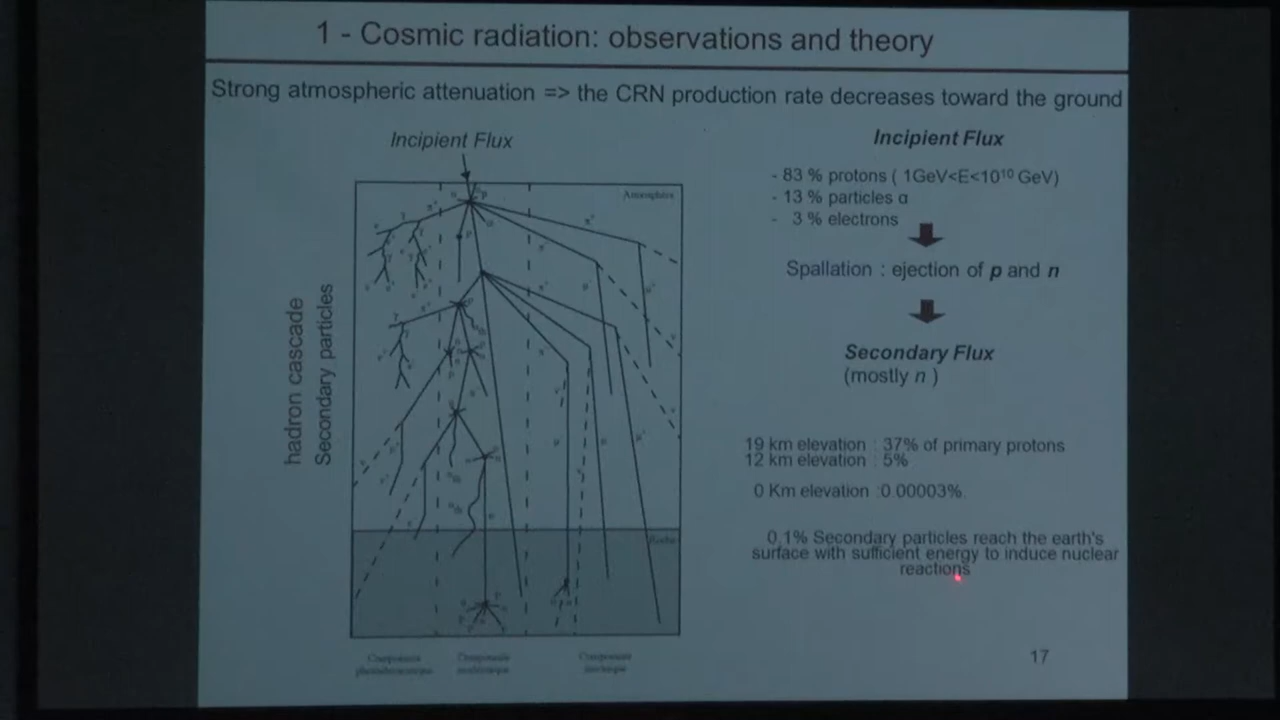 1 - Cosmic radiation: observations and theory
Strong atmospheric attenuation => the CRN production rate decreases toward the ground
Incipient Flux
hadron cascade
Secondary particles
Incipient Flux
- 83 % protons ( 1GeV<E<10¹⁰ GeV)
- 13 % particles α
- 3 % electrons
Spallation : ejection of p and n
Secondary Flux
(mostly n )
19 km elevation : 37% of primary protons
12 km elevation : 5%
0 Km elevation :0.00003%.
0,1% Secondary particles reach the earth's
surface with sufficient energy to induce nuclear
reactions
17